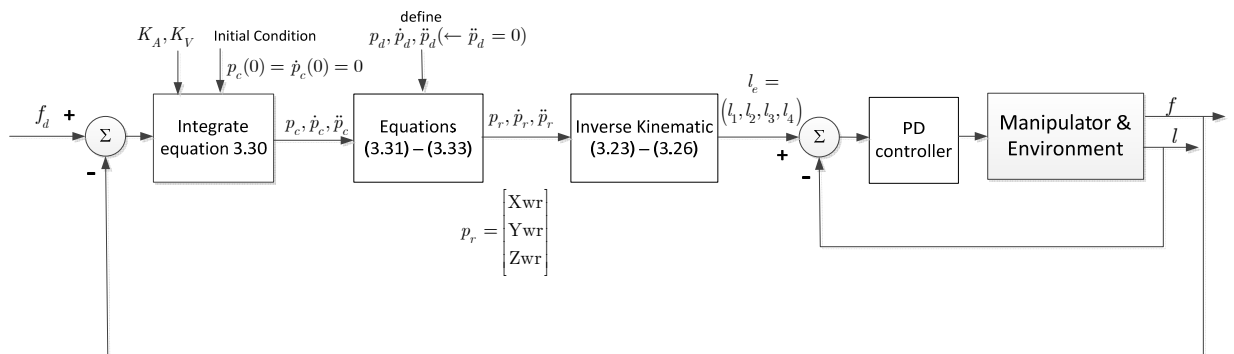 K_A, K_V
Initial Condition
p_c(0) = ṗ_c(0) = 0
define
p_d, ṗ_d, p̈_d(← p̈_d = 0)
f_d
+
Σ
-
Integrate
equation 3.30
p_c, ṗ_c, p̈_c
Equations
(3.31) – (3.33)
p_r, ṗ_r, p̈_r
Inverse Kinematic
(3.23) – (3.26)
l_e =
(l_1, l_2, l_3, l_4)
+
Σ
-
PD
controller
Manipulator &
Environment
f
l
p_r = [Xwr
Ywr
Zwr]